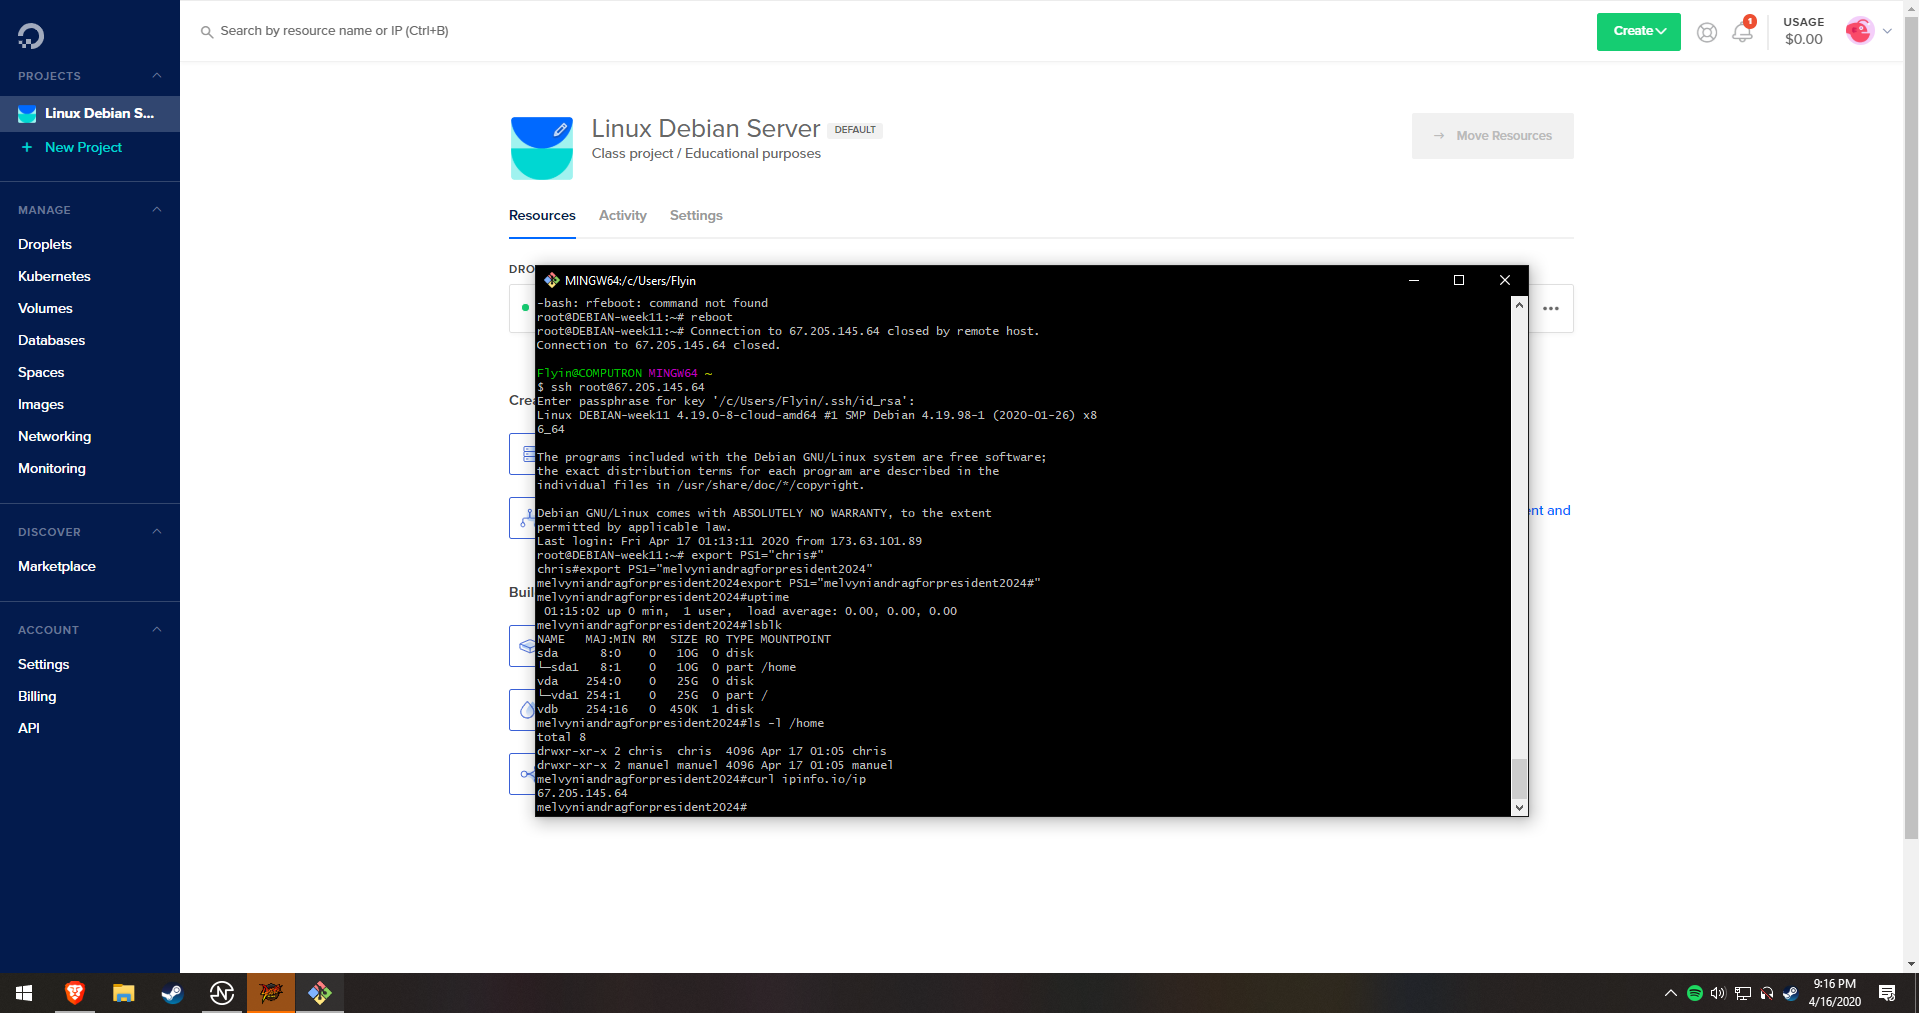 Search by resource name or IP (Ctrl+B)
Create
1
USAGE
$0.00
PROJECTS
Linux Debian S...
+ New Project
MANAGE
Droplets
Kubernetes
Volumes
Databases
Spaces
Images
Networking
Monitoring
DISCOVER
Marketplace
ACCOUNT
Settings
Billing
API
Linux Debian Server DEFAULT
Class project / Educational purposes
→ Move Resources
Resources Activity Settings
DRO
Crea
Buil
ent and
MINGW64:/c/Users/Flyin
-bash: rfeboot: command not found
root@DEBIAN-week11:~# reboot
root@DEBIAN-week11:~# Connection to 67.205.145.64 closed by remote host.
Connection to 67.205.145.64 closed.
Flyin@COMPUTRON MINGW64 ~
$ ssh root@67.205.145.64
Enter passphrase for key '/c/Users/Flyin/.ssh/id_rsa':
Linux DEBIAN-week11 4.19.0-8-cloud-amd64 #1 SMP Debian 4.19.98-1 (2020-01-26) x8
6_64
The programs included with the Debian GNU/Linux system are free software;
the exact distribution terms for each program are described in the
individual files in /usr/share/doc/*/copyright.
Debian GNU/Linux comes with ABSOLUTELY NO WARRANTY, to the extent
permitted by applicable law.
Last login: Fri Apr 17 01:13:11 2020 from 173.63.101.89
root@DEBIAN-week11:~# export PS1="chris#"
chris#export PS1="melvyniandragforpresident2024"
melvyniandragforpresident2024export PS1="melvyniandragforpresident2024#"
melvyniandragforpresident2024#uptime
 01:15:02 up 0 min,  1 user,  load average: 0.00, 0.00, 0.00
melvyniandragforpresident2024#lsblk
NAME   MAJ:MIN RM  SIZE RO TYPE MOUNTPOINT
sda      8:0    0   10G  0 disk
└─sda1   8:1    0   10G  0 part /home
vda    254:0    0   25G  0 disk
└─vda1 254:1    0   25G  0 part /
vdb    254:16   0  450K  1 disk
melvyniandragforpresident2024#ls -l /home
total 8
drwxr-xr-x 2 chris  chris  4096 Apr 17 01:05 chris
drwxr-xr-x 2 manuel manuel 4096 Apr 17 01:05 manuel
melvyniandragforpresident2024#curl ipinfo.io/ip
67.205.145.64
melvyniandragforpresident2024#
9:16 PM
4/16/2020